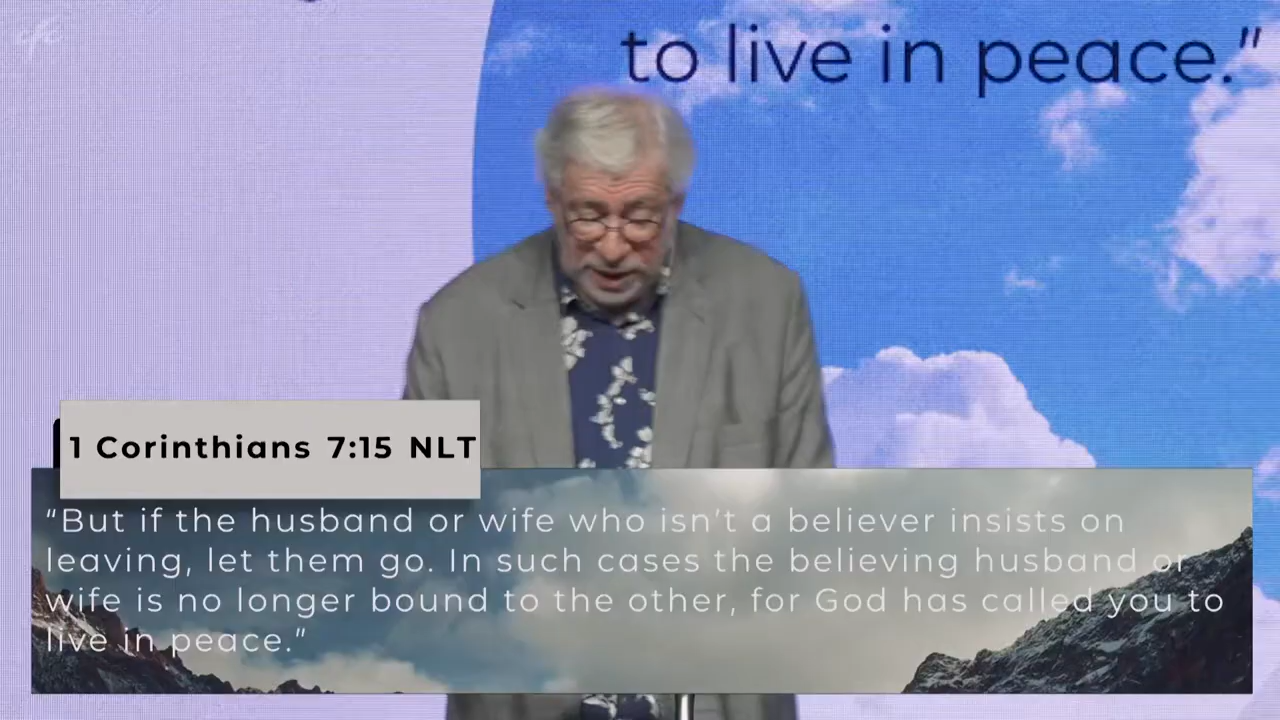 cfc
to live in peace.”
1 Corinthians 7:15 NLT
“But if the husband or wife who isn’t a believer insists on
leaving, let them go. In such cases the believing husband or
wife is no longer bound to the other, for God has called you to
live in peace.”